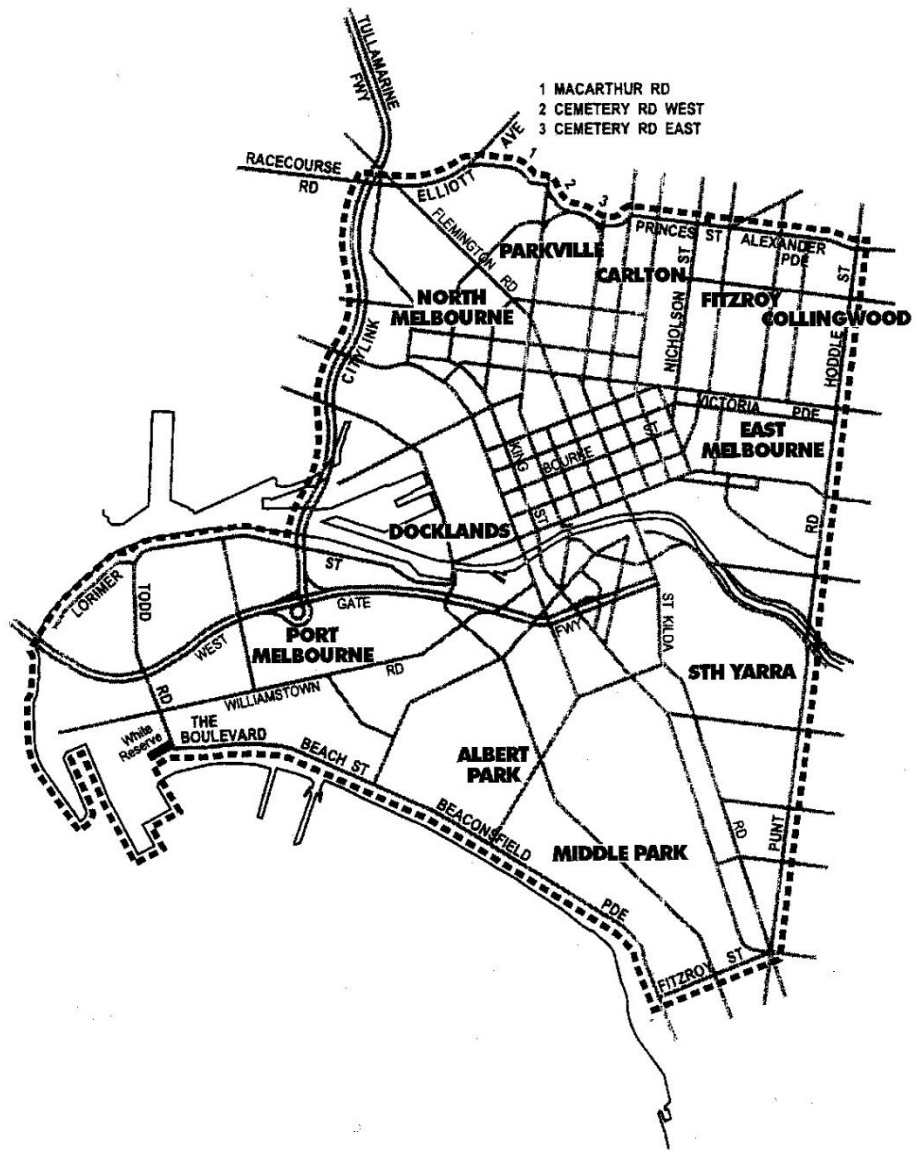 TULLAMARINE
FWY
1 MACARTHUR RD
2 CEMETERY RD WEST
3 CEMETERY RD EAST
AVE
1
RACECOURSE
RD
ELLIOTT
2
3
FLEMINGTON
RD
PARKVILLE
PRINCES ST
ALEXANDER
PDE
CARLTON
NICHOLSON
ST
FITZROY
ST
COLLINGWOOD
HODDLE
NORTH
MELBOURNE
CITYLINK
VICTORIA
PDE
EAST
MELBOURNE
KING
BOURNE
ST
ST
RD
DOCKLANDS
LORIMER
ST
TODD
GATE
WEST
FWY
ST KILDA
PORT
MELBOURNE
STH YARRA
RD
WILLIAMSTOWN
RD
White
Reserve
THE
BOULEVARD
BEACH ST
ALBERT
PARK
BEACONSFIELD
RD
PUNT
MIDDLE PARK
PDE
FITZROY ST